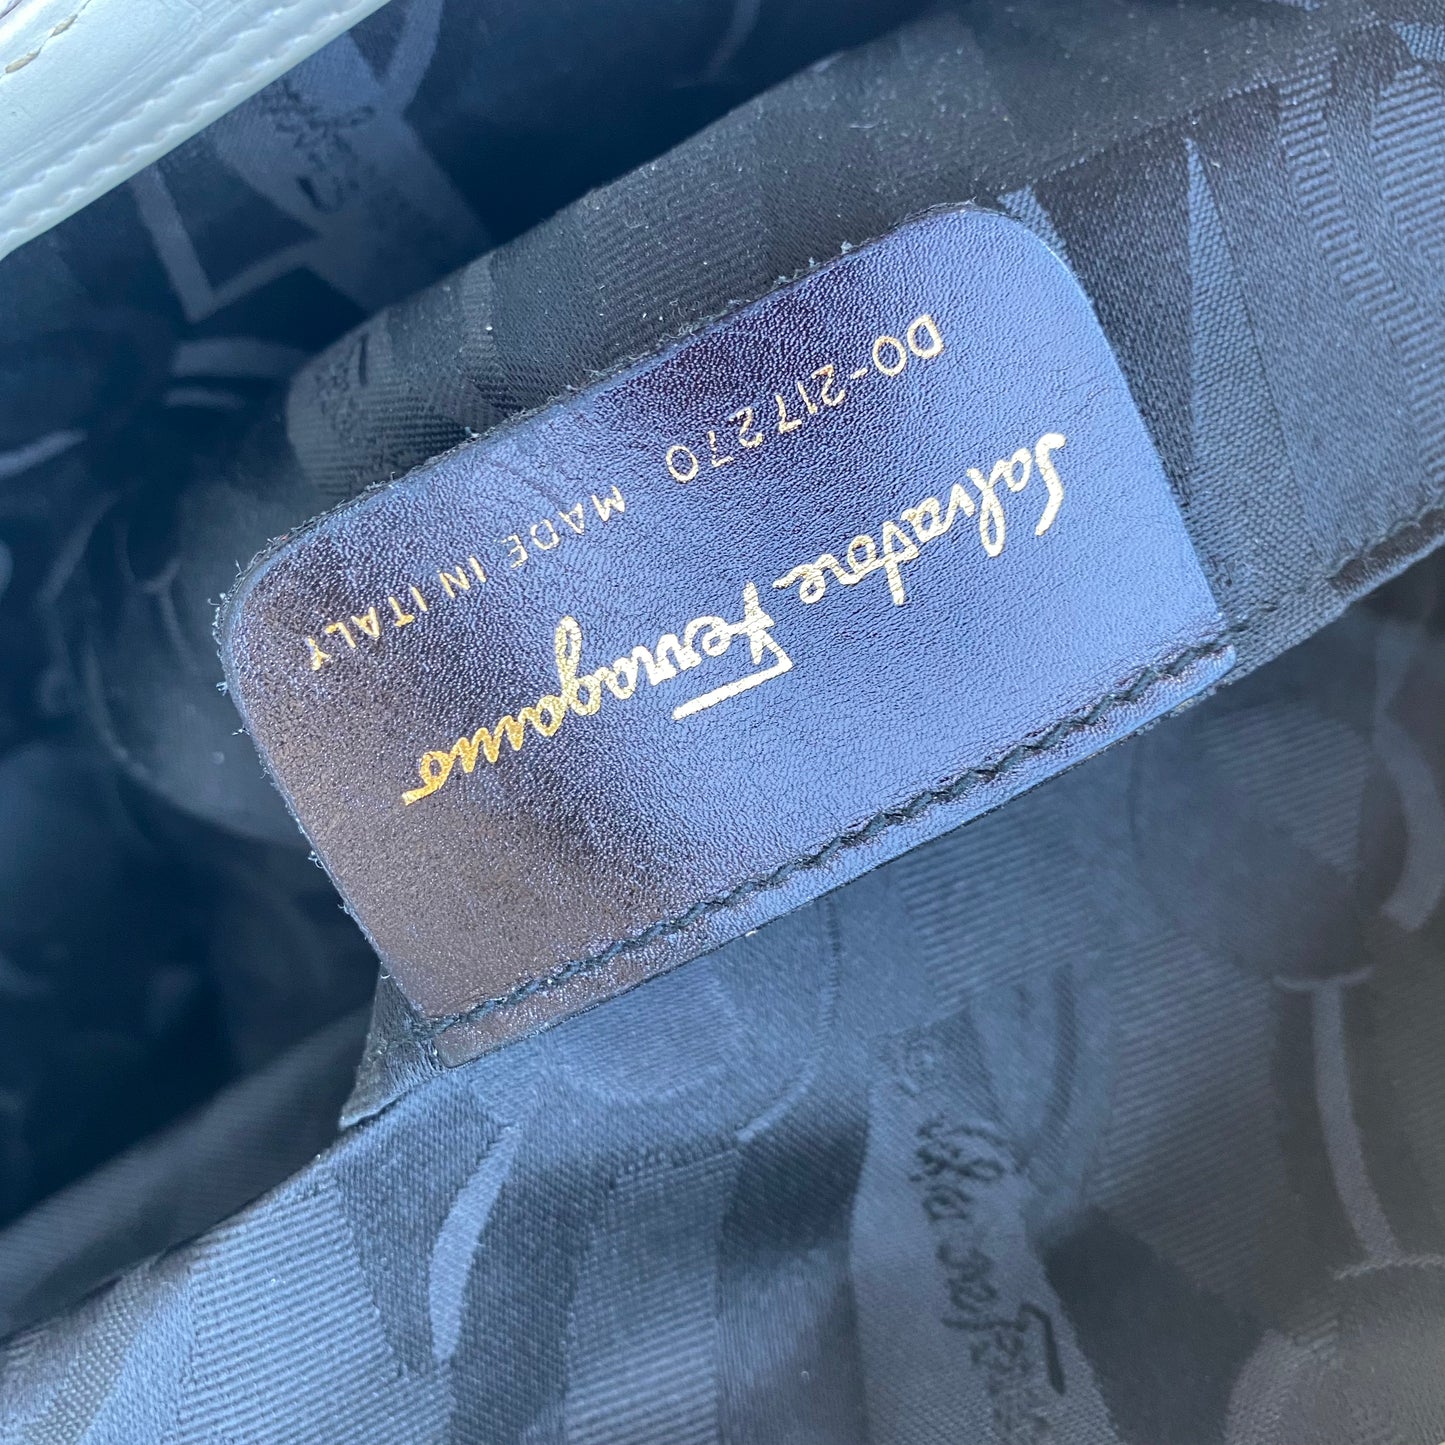 Salvatore Ferragamo
DO-217270 MADE IN ITALY